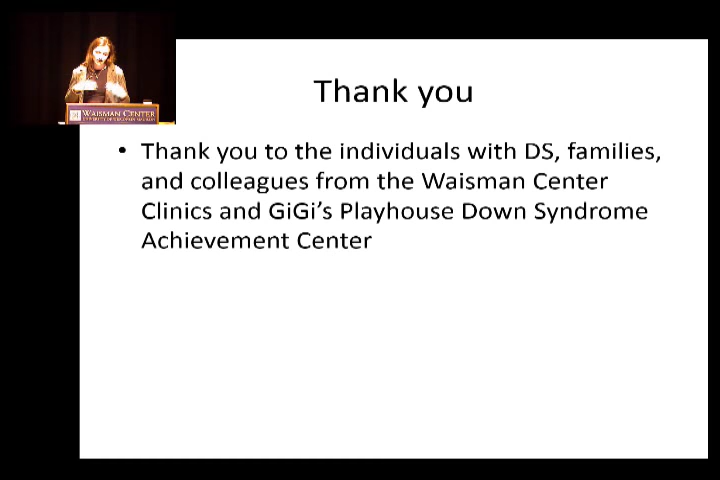 WAISMAN CENTER
Thank you
• Thank you to the individuals with DS, families,
and colleagues from the Waisman Center
Clinics and GiGi's Playhouse Down Syndrome
Achievement Center